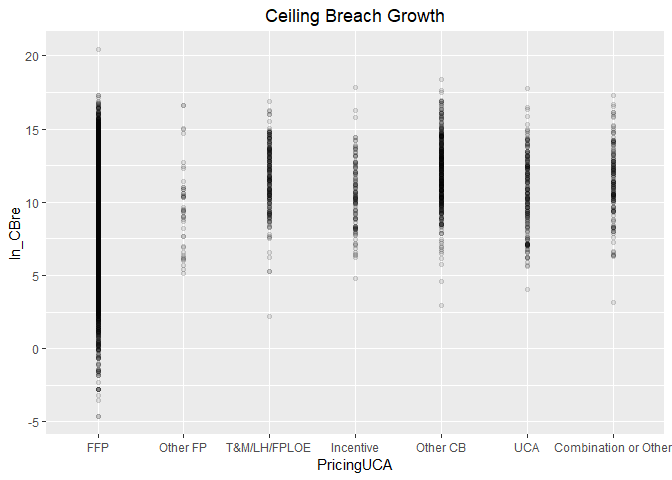 Ceiling Breach Growth
ln_CBre
20
15
10
5
0
-5
FFP Other FP T&M/LH/FPLOE Incentive Other CB UCA Combination or Other
PricingUCA